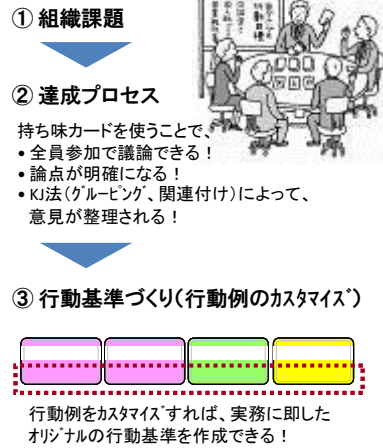 ① 組織課題
② 達成プロセス
持ち味カードを使うことで、
• 全員参加で議論できる！
• 論点が明確になる！
• KJ法（ｸﾞﾙｰﾋﾟﾝｸﾞ、関連付け）によって、
意見が整理される！
③ 行動基準づくり（行動例のｶｽﾀﾏｲｽﾞ）
行動例をｶｽﾀﾏｲｽﾞすれば、実務に即した
ｵﾘｼﾞﾅﾙの行動基準を作成できる！